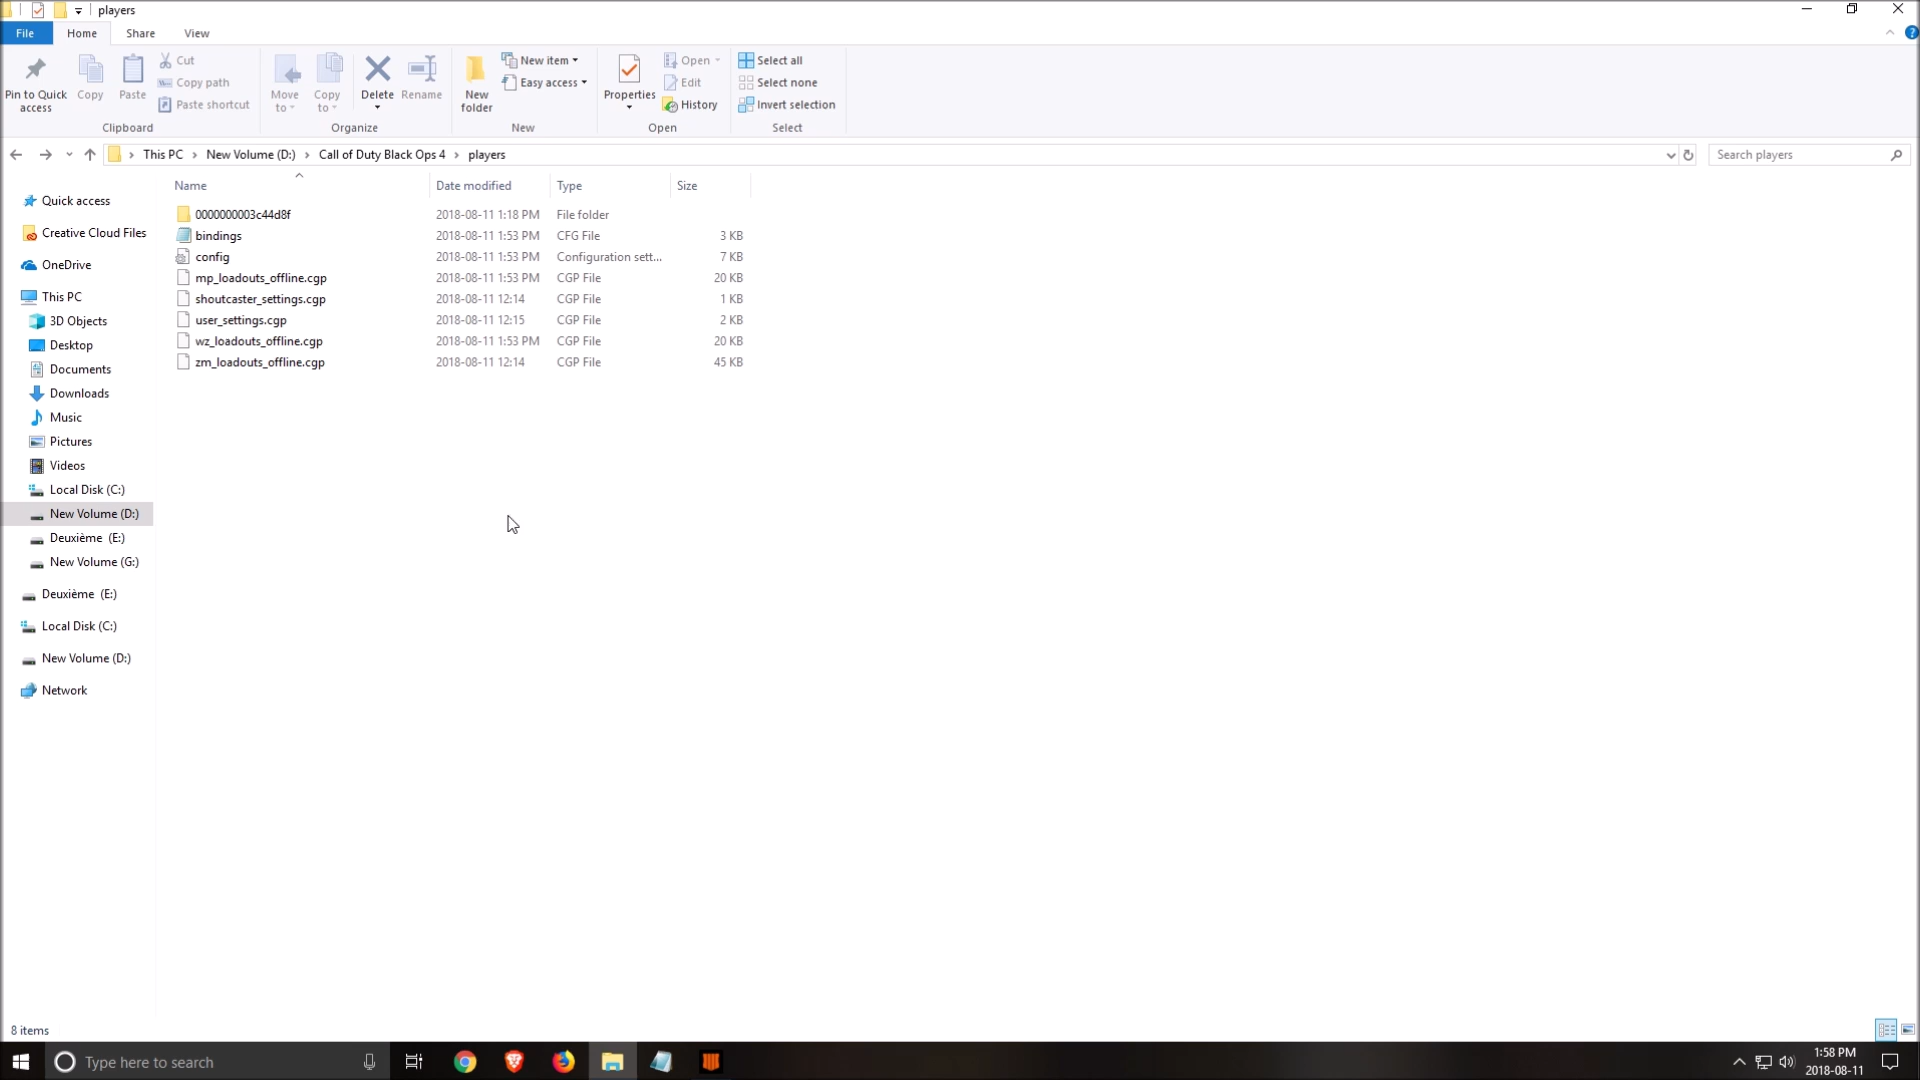 players
File Home Share View
Pin to Quick access
Copy
Paste
Cut
Copy path
Paste shortcut
Clipboard
Move to
Copy to
Delete
Rename
Organize
New folder
New item
Easy access
New
Properties
Open
Edit
History
Open
Select all
Select none
Invert selection
Select
This PC > New Volume (D:) > Call of Duty Black Ops 4 > players
Search players
Name Date modified Type Size
0000000003c44d8f 2018-08-11 1:18 PM File folder
bindings 2018-08-11 1:53 PM CFG File 3 KB
config 2018-08-11 1:53 PM Configuration sett... 7 KB
mp_loadouts_offline.cgp 2018-08-11 1:53 PM CGP File 20 KB
shoutcaster_settings.cgp 2018-08-11 12:14 CGP File 1 KB
user_settings.cgp 2018-08-11 12:15 CGP File 2 KB
wz_loadouts_offline.cgp 2018-08-11 1:53 PM CGP File 20 KB
zm_loadouts_offline.cgp 2018-08-11 12:14 CGP File 45 KB
Quick access
Creative Cloud Files
OneDrive
This PC
3D Objects
Desktop
Documents
Downloads
Music
Pictures
Videos
Local Disk (C:)
New Volume (D:)
Deuxième (E:)
New Volume (G:)
Deuxième (E:)
Local Disk (C:)
New Volume (D:)
Network
8 items
Type here to search
1:58 PM
2018-08-11